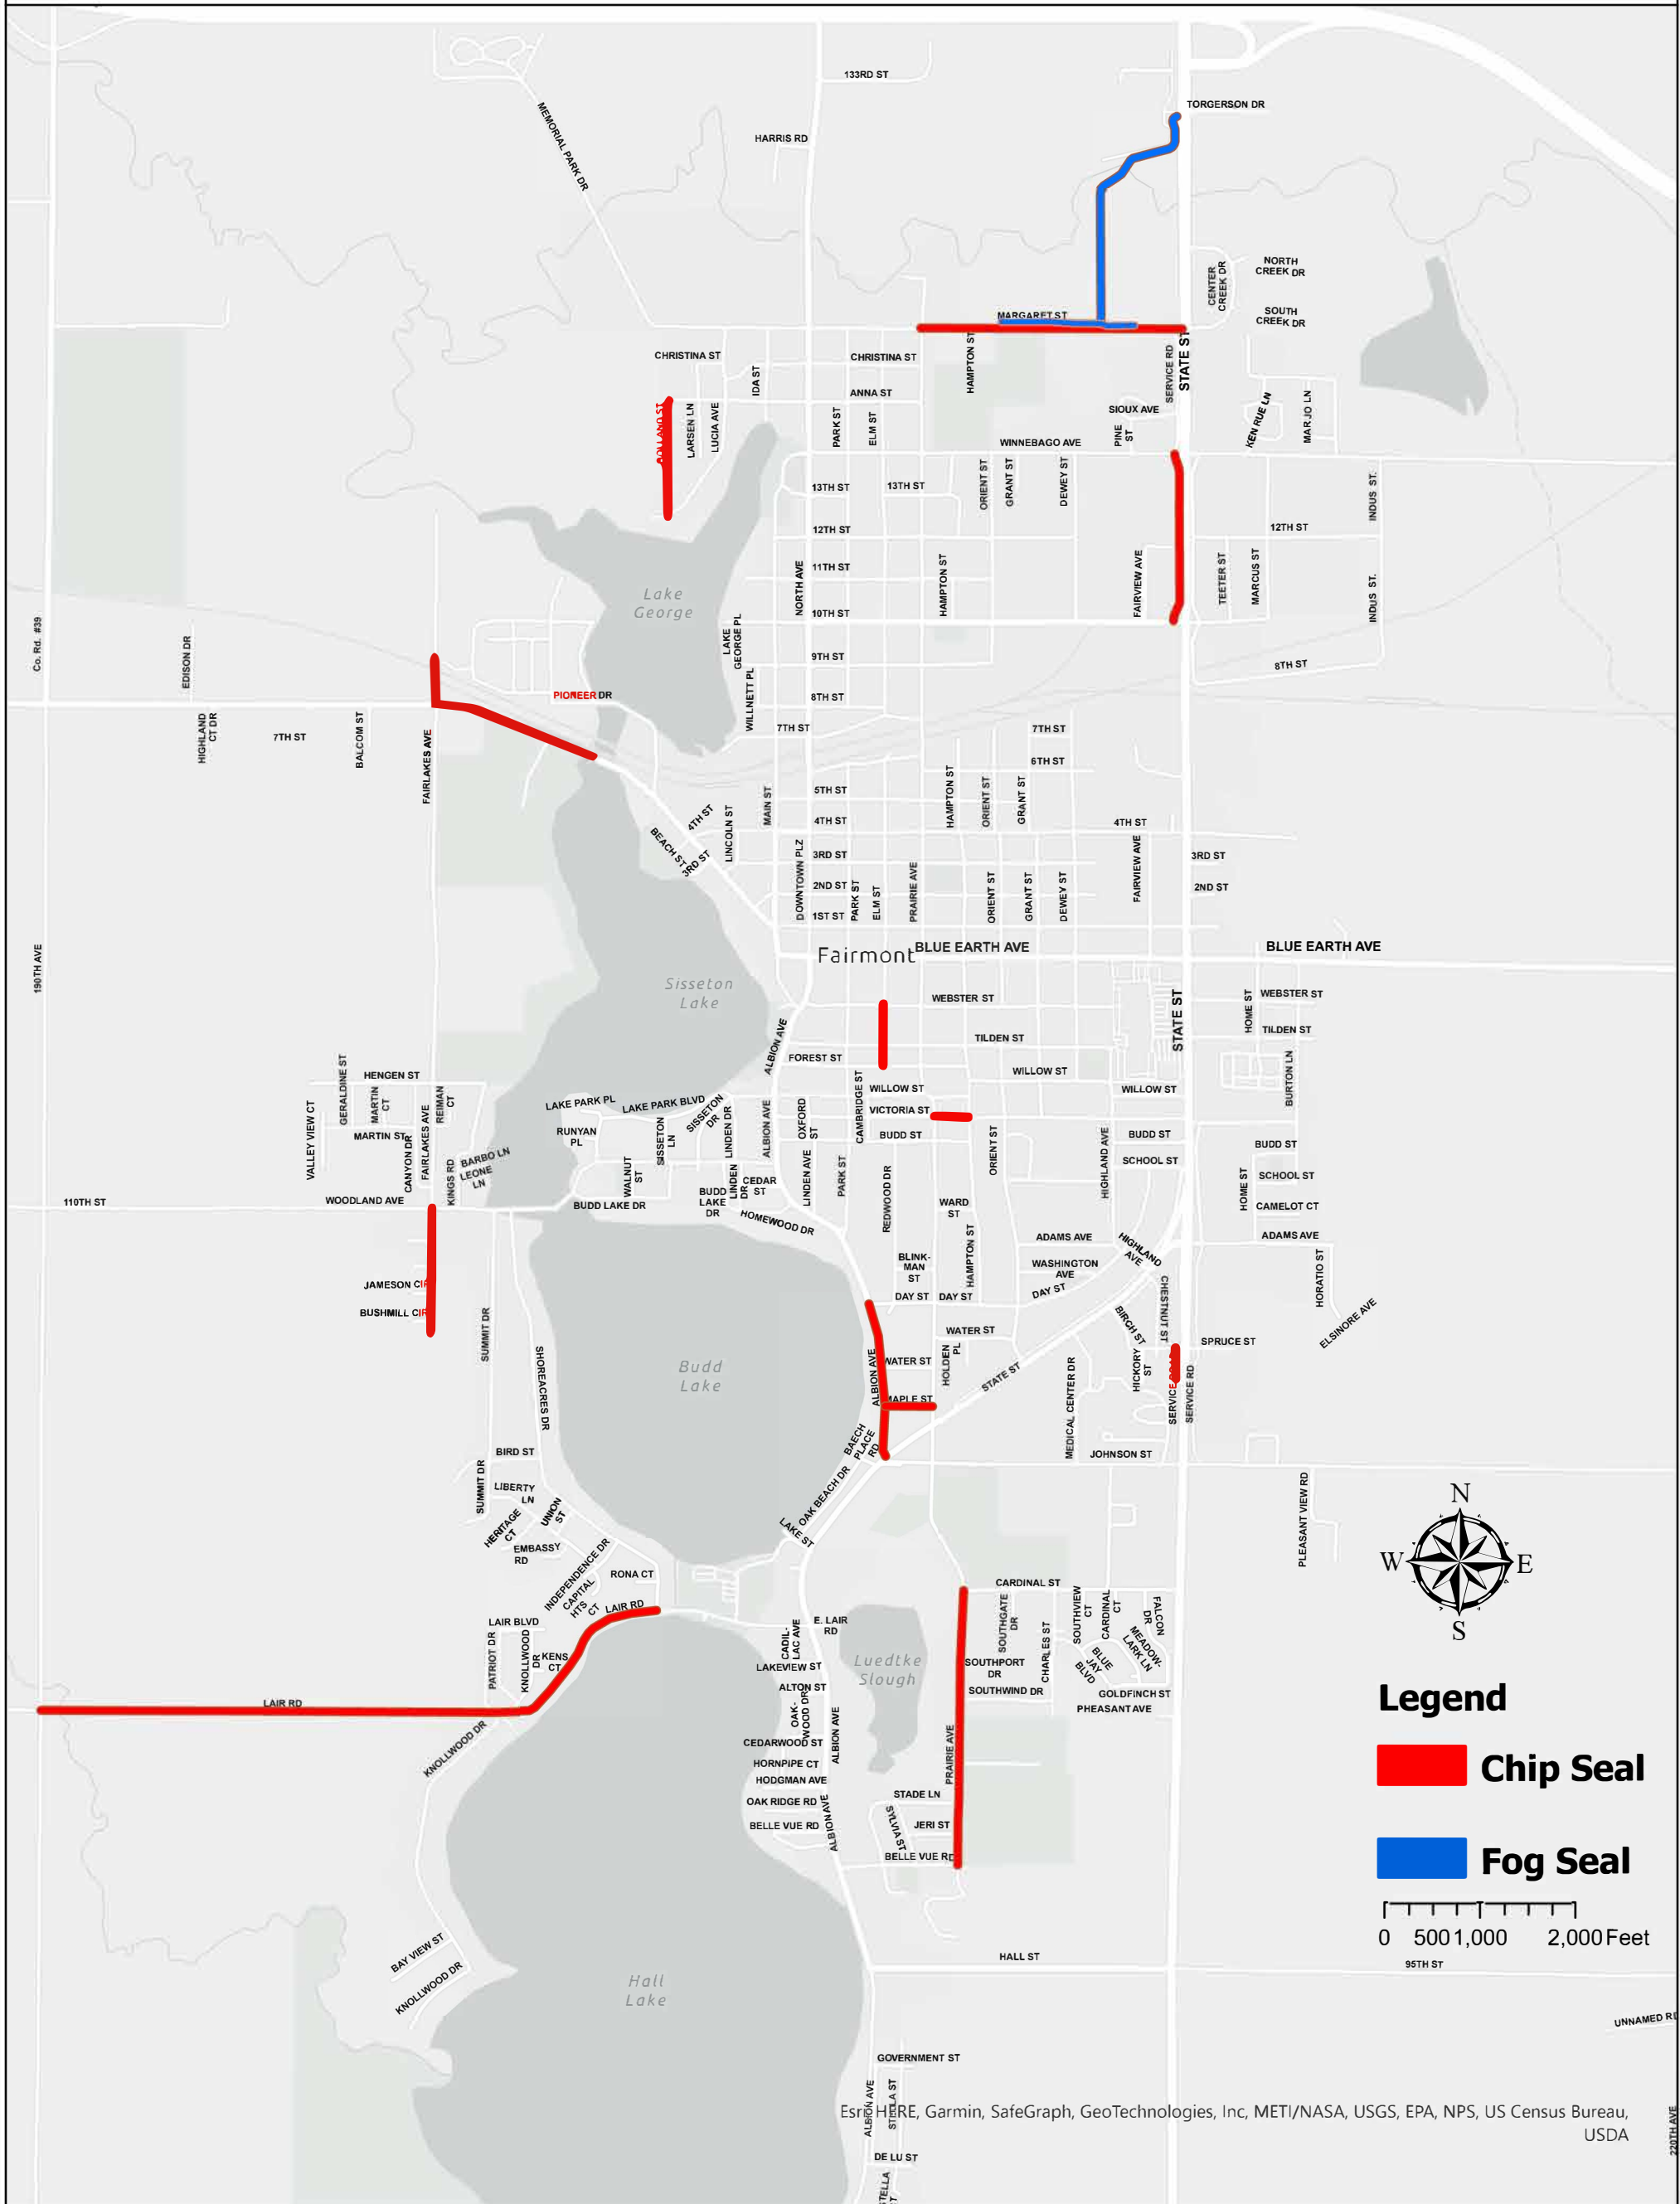 133RD ST
TORGERSON DR
MEMORIAL PARK DR
HARRIS RD
NORTH
CREEK DR
CENTER
CREEK DR
SOUTH
CREEK DR
MARGARET ST
CHRISTINA ST
CHRISTINA ST
HAMPTON ST
SERVICE RD
STATE ST
IDA ST
ANNA ST
LARSEN LN
LUCIA AVE
PARK ST
ELM ST
SIOUX AVE
PINE
ST
KEN RUE LN
MARJO LN
WINNEBAGO AVE
ORIENT ST
GRANT ST
DEWEY ST
13TH ST
13TH ST
INDUS ST.
12TH ST
12TH ST
NORTH AVE
11TH ST
HAMPTON ST
FAIRVIEW AVE
TEETER ST
MARCUS ST
INDUS ST.
Lake
George
10TH ST
LAKE
GEORGE PL
Co. Rd. #39
EDISON DR
9TH ST
8TH ST
WILLNETT PL
PIONEER DR
8TH ST
HIGHLAND
CT DR
7TH ST
BALCOM ST
FAIRLAKES AVE
7TH ST
7TH ST
6TH ST
5TH ST
MAIN ST
HAMPTON ST
ORIENT ST
GRANT ST
4TH ST
LINCOLN ST
4TH ST
4TH ST
BEACH ST
3RD ST
DOWNTOWN PLZ
3RD ST
FAIRVIEW AVE
3RD ST
2ND ST
PARK ST
ELM ST
PRAIRIE AVE
ORIENT ST
GRANT ST
DEWEY ST
2ND ST
1ST ST
190TH AVE
Fairmont
BLUE EARTH AVE
BLUE EARTH AVE
Sisseton
Lake
WEBSTER ST
STATE ST
HOME ST
WEBSTER ST
ALBION AVE
TILDEN ST
TILDEN ST
FOREST ST
BURTON LN
GERALDINE ST
HENGEN ST
WILLOW ST
WILLOW ST
WILLOW ST
MARTIN
CT
REIMAN
CT
VALLEY VIEW CT
LAKE PARK PL
LAKE PARK BLVD
SISSETON
DR
LINDEN DR
ALBION AVE
OXFORD
ST
CAMBRIDGE ST
VICTORIA ST
RUNYAN
PL
SISSETON
LN
BUDD ST
BUDD ST
BUDD ST
MARTIN ST
CANYON DR
FAIRLAKES AVE
KINGS RD
BARBO LN
LEONE
LN
WALNUT
ST
LINDEN
DR
CEDAR
ST
LINDEN AVE
PARK ST
REDWOOD DR
ORIENT ST
HIGHLAND AVE
SCHOOL ST
HOME ST
SCHOOL ST
110TH ST
WOODLAND AVE
BUDD LAKE DR
BUDD
LAKE
DR
HOMEWOOD DR
WARD
ST
CAMELOT CT
HAMPTON ST
ADAMS AVE
HIGHLAND
AVE
ADAMS AVE
BLINK-
MAN
ST
WASHINGTON
AVE
HORATIO ST
JAMESON CIR
BUSHMILL CIR
DAY ST
DAY ST
DAY ST
CHESTNUT ST
ELSINORE AVE
SUMMIT DR
BIRCH ST
SPRUCE ST
WATER ST
HOLDEN
PL
Budd
Lake
SHOREACRES DR
ALBION AVE
WATER ST
STATE ST
MEDICAL CENTER DR
HICKORY
ST
SERVICE RD
MAPLE ST
BAECH
PLACE
RD
JOHNSON ST
BIRD ST
SUMMIT DR
LIBERTY
LN
OAK BEACH DR
PLEASANT VIEW RD
HERITAGE
CT
UNION
ST
LAKE ST
EMBASSY
RD
INDEPENDENCE DR
CAPITAL
HTS
CT
RONA CT
N
W
E
S
CARDINAL ST
LAIR RD
LAIR BLVD
PATRIOT DR
KNOLLWOOD
DR
KENS
CT
E. LAIR
RD
CADIL-
LAC AVE
SOUTHGATE
DR
CHARLES ST
SOUTHVIEW
CT
CARDINAL
CT
FALCON
DR
MEADOW-
LARK LN
BLUE
JAY
BLVD
LAKEVIEW ST
Luedtke
Slough
SOUTHPORT
DR
ALTON ST
SOUTHWIND DR
GOLDFINCH ST
PHEASANT AVE
LAIR RD
OAK-
WOOD DR
ALBION AVE
KNOLLWOOD DR
CEDARWOOD ST
PRAIRIE AVE
HORNPIPE CT
HODGMAN AVE
OAK RIDGE RD
STADE LN
BELLE VUE RD
ALBION AVE
SYLVIA ST
JERI ST
BELLE VUE RD
Legend
Chip Seal
Fog Seal
0 500 1,000 2,000 Feet
BAY VIEW ST
KNOLLWOOD DR
HALL ST
95TH ST
Hall
Lake
UNNAMED RD
GOVERNMENT ST
ALBION AVE
Esri, HERE, Garmin, SafeGraph, GeoTechnologies, Inc, METI/NASA, USGS, EPA, NPS, US Census Bureau,
USDA
220TH AVE
DE LU ST